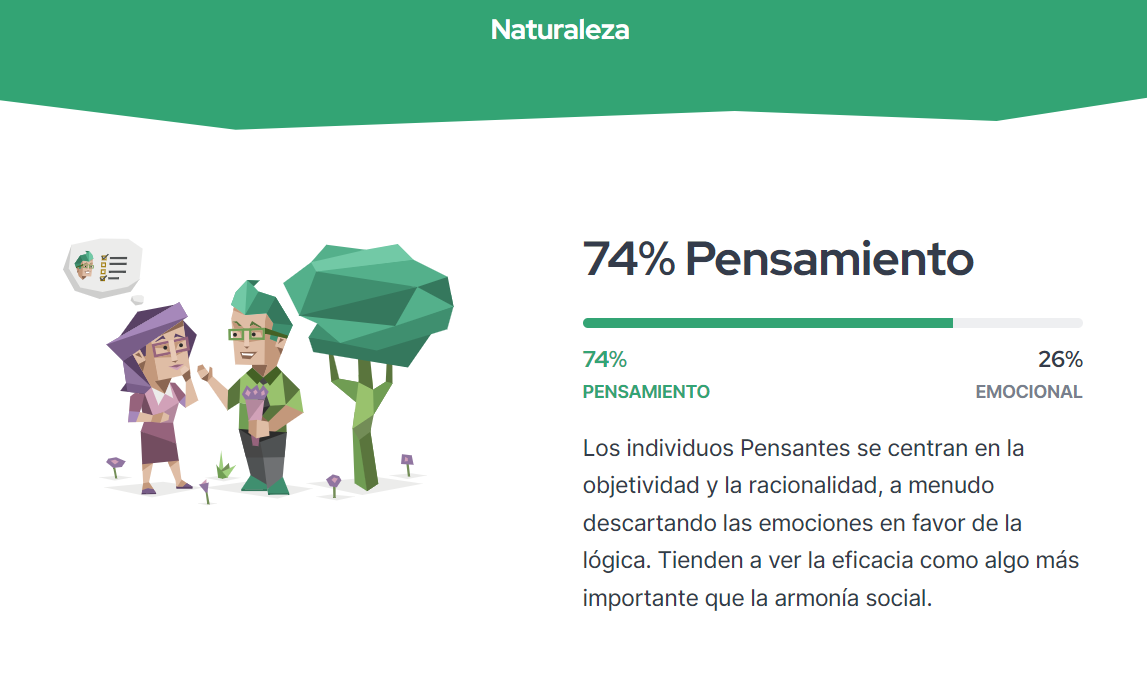 Naturaleza
74% Pensamiento
74%
26%
PENSAMIENTO
EMOCIONAL
Los individuos Pensantes se centran en la
objetividad y la racionalidad, a menudo
descartando las emociones en favor de la
lógica. Tienden a ver la eficacia como algo más
importante que la armonía social.